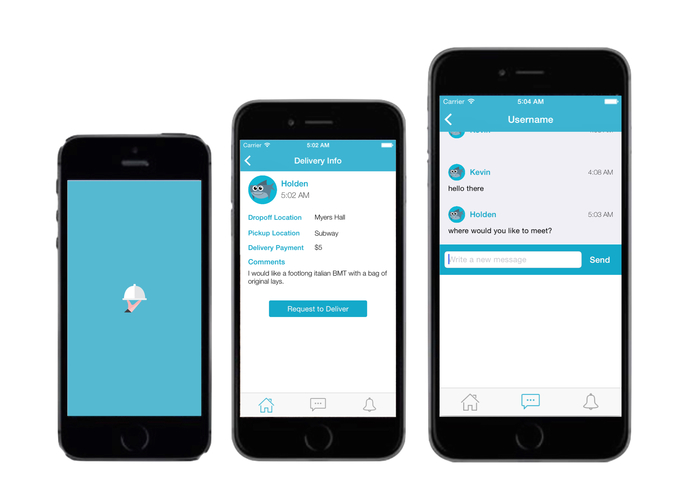 Carrier 5:02 AM
Delivery Info
Holden
5:02 AM
Dropoff Location Myers Hall
Pickup Location Subway
Delivery Payment $5
Comments
I would like a footlong italian BMT with a bag of
original lays.
Request to Deliver
Carrier 5:04 AM
Username
Kevin 4:08 AM
hello there
Holden 5:03 AM
where would you like to meet?
Write a new message Send